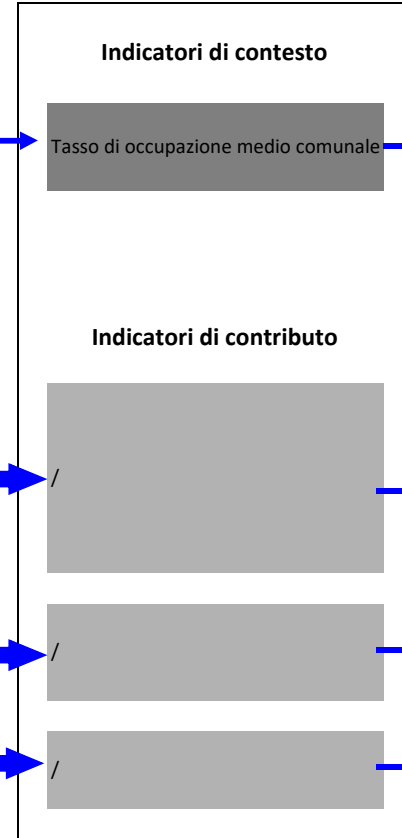 Indicatori di contesto
Tasso di occupazione medio comunale
Indicatori di contributo
/
/
/